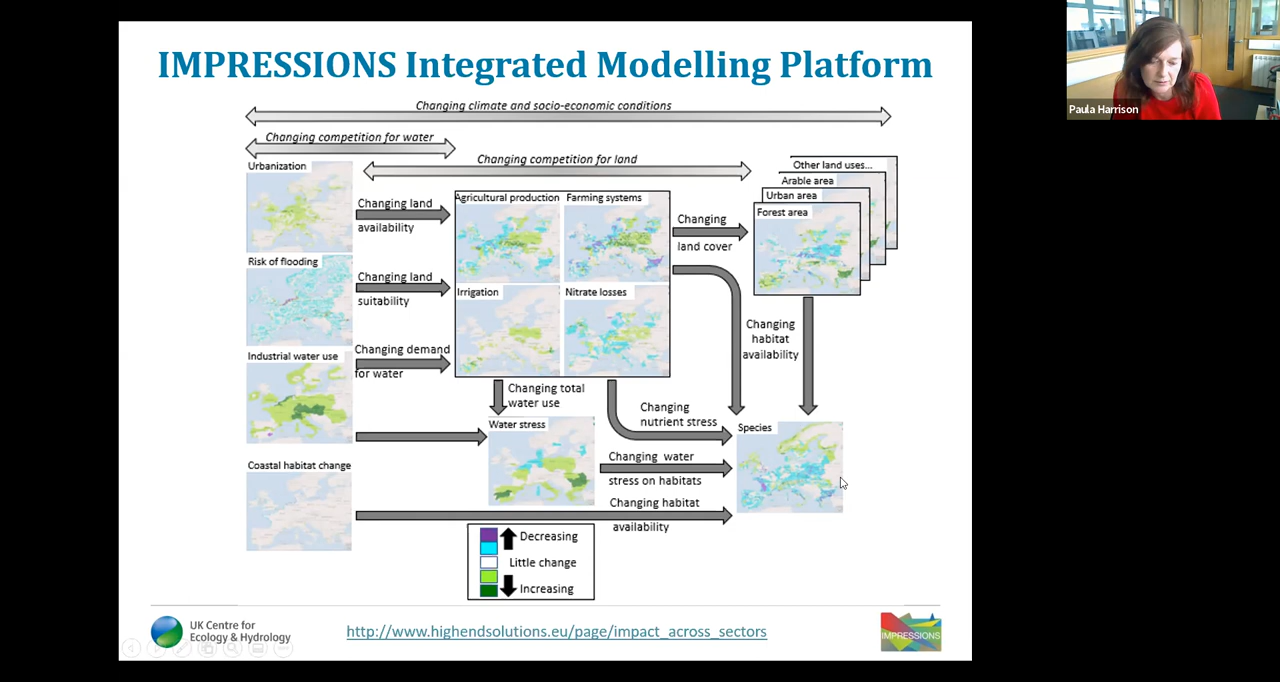 IMPRESSIONS Integrated Modelling Platform
Paula Harrison
Changing climate and socio-economic conditions
Changing competition for water
Changing competition for land
Urbanization
Risk of flooding
Industrial water use
Coastal habitat change
Changing land
availability
Changing land
suitability
Changing demand
for water
Agricultural production
Farming systems
Irrigation
Nitrate losses
Changing
land cover
Other land uses...
Arable area
Urban area
Forest area
Changing
habitat
availability
Changing total
water use
Changing
nutrient stress
Water stress
Species
Changing water
stress on habitats
Changing habitat
availability
Decreasing
Little change
Increasing
UK Centre for
Ecology & Hydrology
http://www.highendsolutions.eu/page/impact_across_sectors
IMPRESSIONS